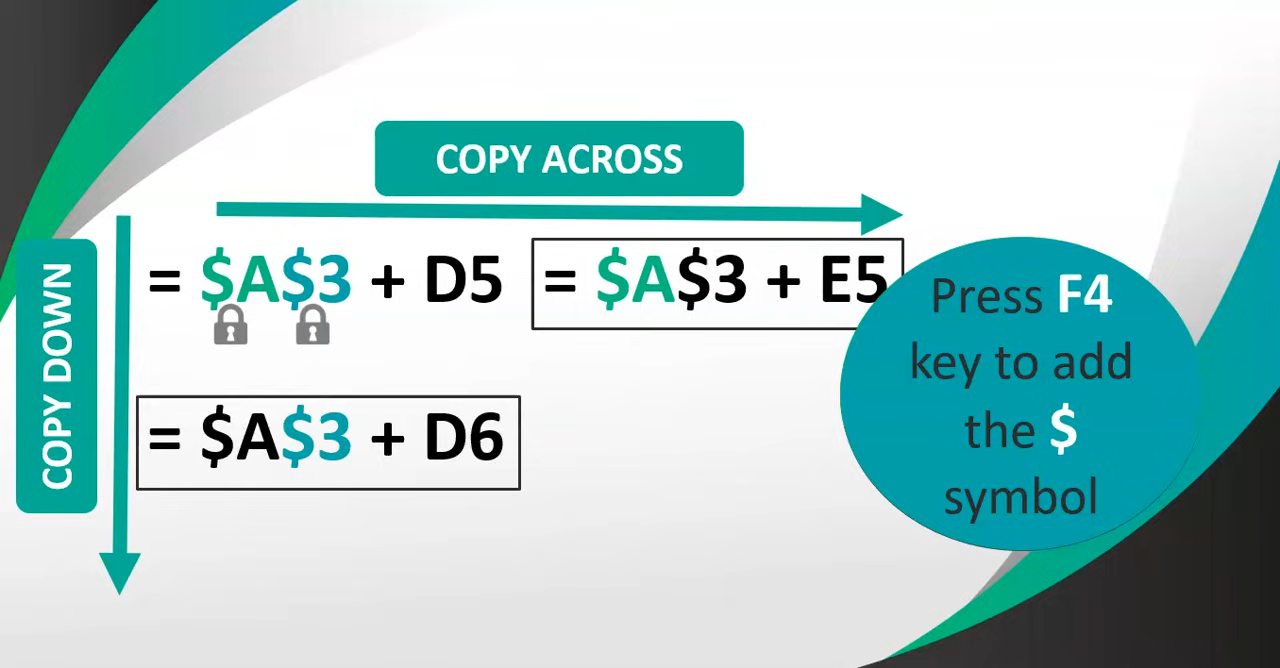 COPY ACROSS
COPY DOWN
= $A$3 + D5
= $A$3 + E5
= $A$3 + D6
Press F4
key to add
the $
symbol